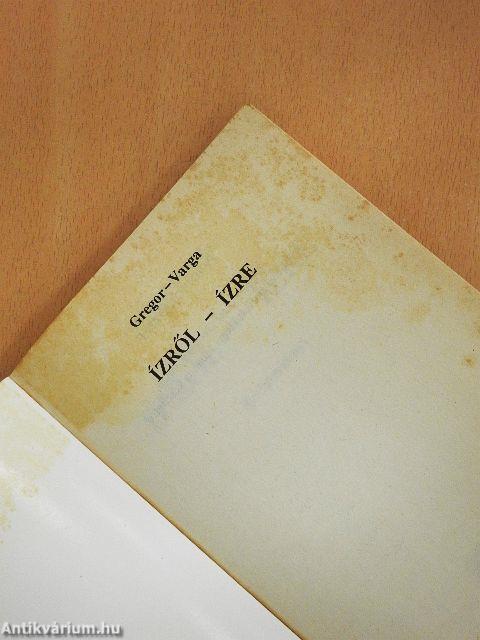 Gregor – Varga
ÍZRŐL – ÍZRE
Antikvárium.hu